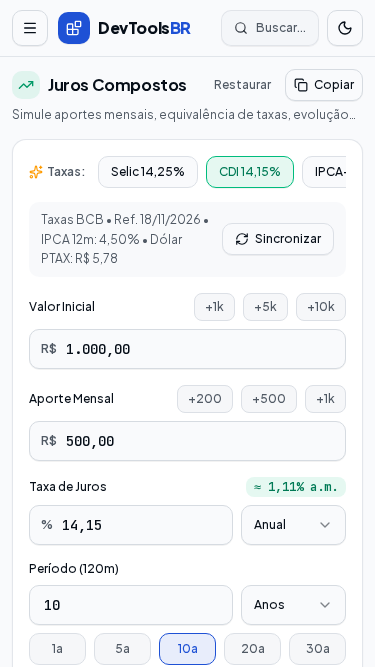 DevToolsBR
Buscar...
Juros Compostos
Restaurar
Copiar
Simule aportes mensais, equivalência de taxas, evolução...
Taxas:
Selic 14,25%
CDI 14,15%
IPCA-
Taxas BCB • Ref. 18/11/2026 •
IPCA 12m: 4,50% • Dólar
PTAX: R$ 5,78
Sincronizar
Valor Inicial
+1k
+5k
+10k
R$ 1.000,00
Aporte Mensal
+200
+500
+1k
R$ 500,00
Taxa de Juros
≈ 1,11% a.m.
% 14,15
Anual
Período (120m)
10
Anos
1a
5a
10a
20a
30a